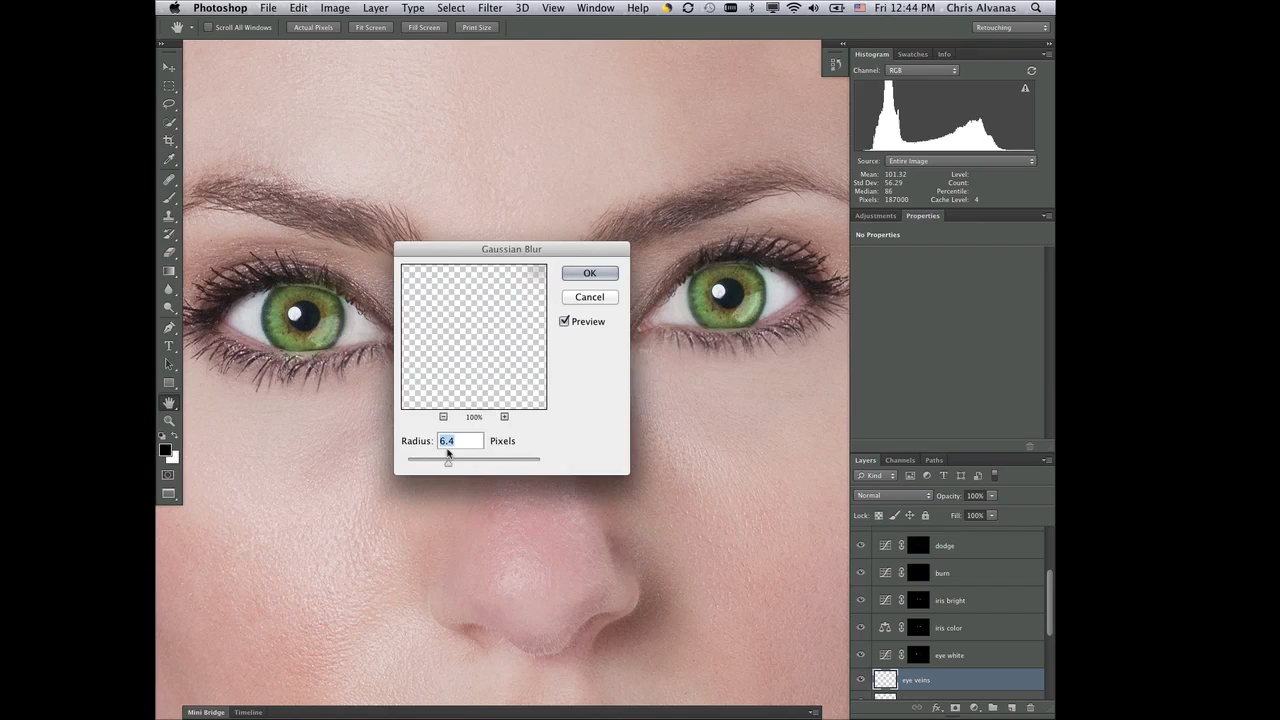 Photoshop File Edit Image Layer Type Select Filter 3D View Window Help Fri 12:44 PM Chris Alvanas
Scroll All Windows Actual Pixels Fit Screen Fill Screen Print Size Retouching
Histogram Swatches Info
Channel: RGB
Source: Entire Image
Mean: 101.32 Level:
Std Dev: 56.29 Count:
Median: 86 Percentile:
Pixels: 187000 Cache Level: 4
Adjustments Properties
No Properties
Gaussian Blur
OK
Cancel
Preview
100%
Radius: 6.4 Pixels
Layers Channels Paths
Kind
Normal Opacity: 100%
Lock: Fill: 100%
dodge
burn
iris bright
iris color
eye white
eye veins
fx
Mini Bridge Timeline